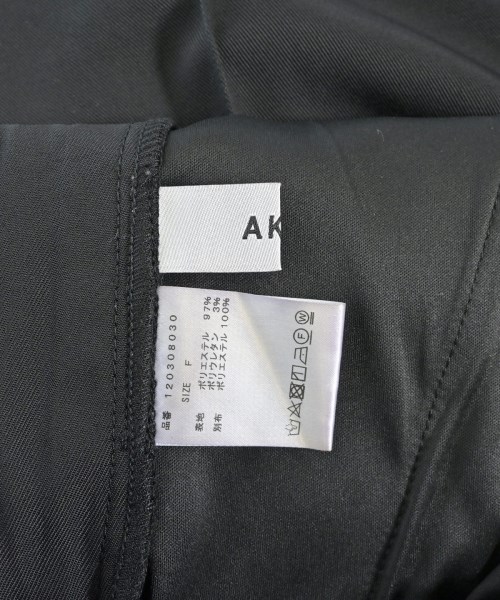 AK
品番 120308030
SIZE F
表地 ポリエステル 97%
ポリウレタン 3%
別布 ポリエステル 100%